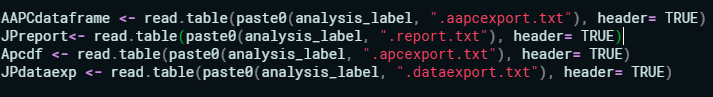 AAPCdataframe <- read.table(paste0(analysis_label, ".aapcexport.txt"), header= TRUE)
JPreport<- read.table(paste0(analysis_label, ".report.txt"), header= TRUE)
Apcdf <- read.table(paste0(analysis_label, ".apcexport.txt"), header= TRUE)
JPdataexp <- read.table(paste0(analysis_label, ".dataexport.txt"), header= TRUE)